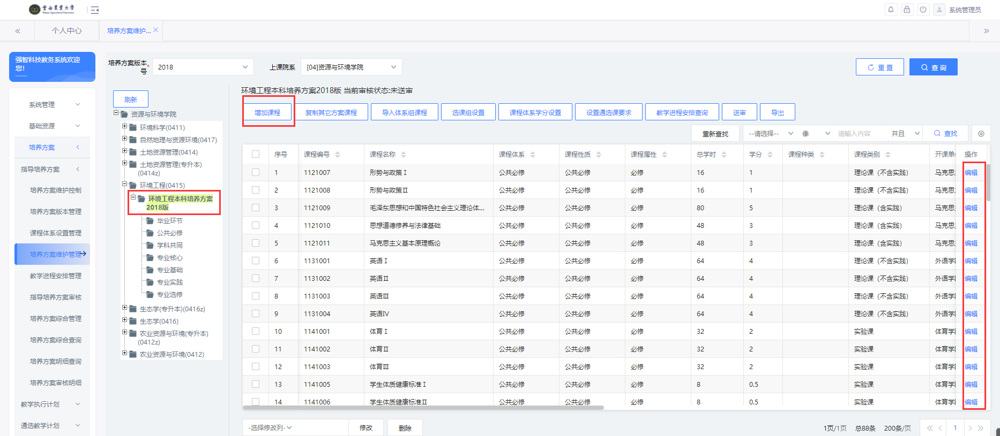 雲南農業大學
Yunnan Agricultural University
系统管理员
«
个人中心
培养方案维护...
»
强智科技教务系统欢迎
您！
系统管理
基础资源
培养方案
指导培养方案
培养方案维护控制
培养方案版本管理
课程体系设置管理
培养方案维护管理
教学进程安排管理
指导培养方案审核
培养方案综合管理
培养方案综合查询
培养方案明细查询
培养方案审核明细
教学执行计划
通选教学计划
培养方案版本
号
*
2018
上课院系
[04]资源与环境学院
重 置
查 询
刷新
资源与环境学院
环境科学(0411)
自然地理与资源环境(0417)
土地资源管理(0414)
土地资源管理(专升本)
(0414z)
环境工程(0415)
环境工程本科培养方案
2018版
毕业环节
公共必修
学科共同
专业核心
专业基础
专业实践
专业选修
生态学(专升本)(0416z)
生态学(0416)
农业资源与环境(专升本)
(0412z)
农业资源与环境(0412)
环境工程本科培养方案2018版 当前审核状态:未送审
增加课程 复制其它方案课程 导入体系组课程 选课组设置 课程体系学分设置 设置通选课要求 教学进程安排查询 送审 导出
重新查找 --请选择-- 像 请输入内容 并且 查找
序号 课程编号 课程名称 课程体系 课程性质 课程属性 总学时 学分 课程种类 课程类别 开课单 操作
1 1121007 形势与政策Ⅰ 公共必修 公共必修 必修 16 1 理论课（不含实践） 马克思 编辑
2 1121008 形势与政策Ⅱ 公共必修 公共必修 必修 16 1 理论课（不含实践） 马克思 编辑
3 1121009 毛泽东思想和中国特色社会主义理论体... 公共必修 公共必修 必修 80 5 理论课（含实践） 马克思 编辑
4 1121010 思想道德修养与法律基础 公共必修 公共必修 必修 48 3 理论课（含实践） 马克思 编辑
5 1121011 马克思主义基本原理概论 公共必修 公共必修 必修 48 3 理论课（含实践） 马克思 编辑
6 1131001 英语Ⅰ 公共必修 公共必修 必修 64 4 理论课（不含实践） 外语学 编辑
7 1131002 英语Ⅱ 公共必修 公共必修 必修 64 4 理论课（不含实践） 外语学 编辑
8 1131003 英语Ⅲ 公共必修 公共必修 必修 64 4 理论课（不含实践） 外语学 编辑
9 1131004 英语Ⅳ 公共必修 公共必修 必修 64 4 理论课（不含实践） 外语学 编辑
10 1141001 体育Ⅰ 公共必修 公共必修 必修 32 2 实验课 体育学 编辑
11 1141002 体育Ⅱ 公共必修 公共必修 必修 32 2 实验课 体育学 编辑
12 1141003 体育Ⅲ 公共必修 公共必修 必修 32 2 实验课 体育学 编辑
13 1141005 学生体质健康标准Ⅰ 公共必修 公共必修 必修 8 0.5 实验课 体育学 编辑
14 1141006 学生体质健康标准Ⅱ 公共必修 公共必修 必修 8 0.5 实验课 体育学 编辑
-选择修改列- 修改 删除 1页/1页 总88条 200条/页 1